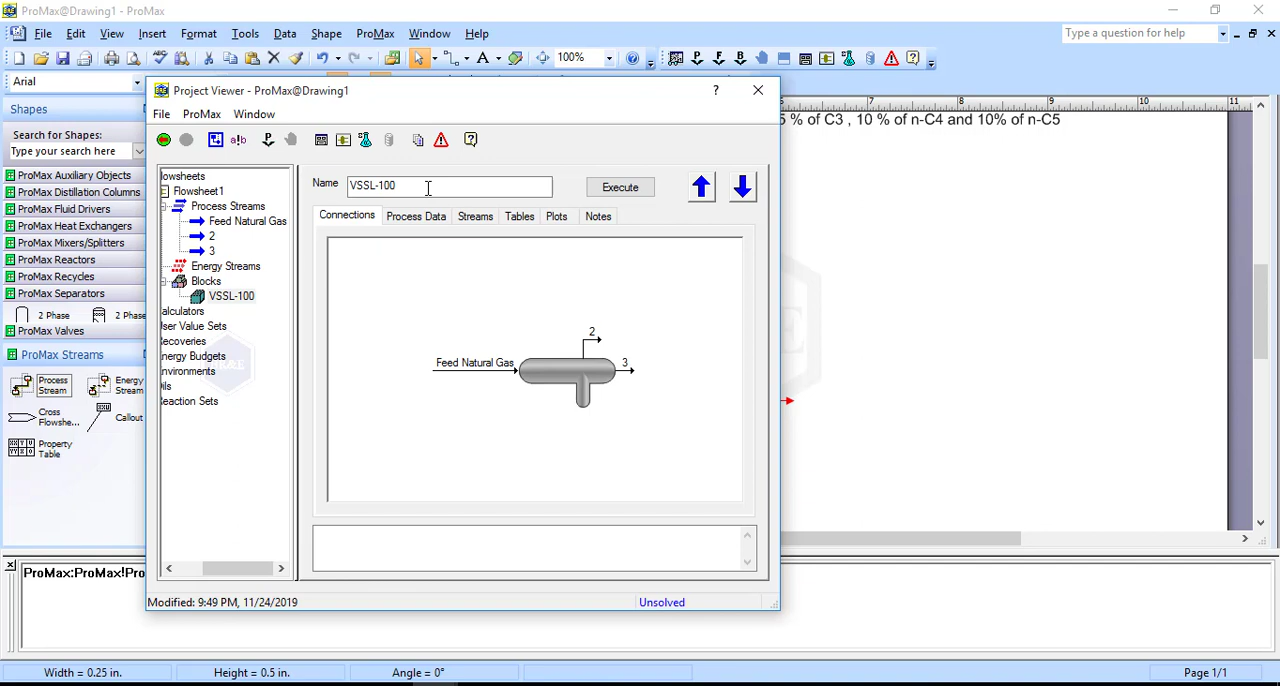 ProMax@Drawing1 - ProMax
File Edit View Insert Format Tools Data Shape ProMax Window Help
Type a question for help
100%
Arial
Project Viewer - ProMax@Drawing1
File ProMax Window
Shapes
Search for Shapes:
Type your search here
ProMax Auxiliary Objects
ProMax Distillation Columns
ProMax Fluid Drivers
ProMax Heat Exchangers
ProMax Mixers/Splitters
ProMax Reactors
ProMax Recycles
ProMax Separators
2 Phase 2 Phase
ProMax Valves
ProMax Streams
Process Stream
Energy Stream
Cross Flowshe...
Callout
Property Table
lowsheets
Flowsheet1
Process Streams
Feed Natural Gas
2
3
Energy Streams
Blocks
VSSL-100
alculators
ser Value Sets
ecoveries
nergy Budgets
nvironments
ils
eaction Sets
Name VSSL-100 Execute
Connections Process Data Streams Tables Plots Notes
2
Feed Natural Gas 3
Modified: 9:49 PM, 11/24/2019 Unsolved
7 8 9 10 11
5 % of C3 , 10 % of n-C4 and 10% of n-C5
ProMax:ProMax!Pro
Width = 0.25 in. Height = 0.5 in. Angle = 0° Page 1/1